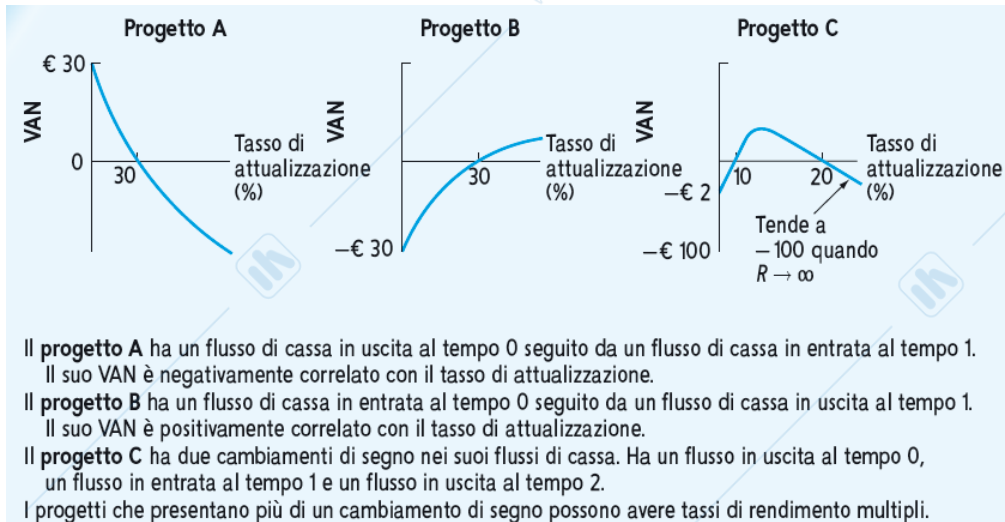 Progetto A
Progetto B
Progetto C
€ 30
VAN
0
30
Tasso di
attualizzazione
(%)
VAN
30
−€ 30
Tasso di
attualizzazione
(%)
VAN
−€ 2
−€ 100
10
20
Tasso di
attualizzazione
(%)
Tende a
− 100 quando
R → ∞
Il progetto A ha un flusso di cassa in uscita al tempo 0 seguito da un flusso di cassa in entrata al tempo 1.
Il suo VAN è negativamente correlato con il tasso di attualizzazione.
Il progetto B ha un flusso di cassa in entrata al tempo 0 seguito da un flusso di cassa in uscita al tempo 1.
Il suo VAN è positivamente correlato con il tasso di attualizzazione.
Il progetto C ha due cambiamenti di segno nei suoi flussi di cassa. Ha un flusso in uscita al tempo 0,
un flusso in entrata al tempo 1 e un flusso in uscita al tempo 2.
I progetti che presentano più di un cambiamento di segno possono avere tassi di rendimento multipli.